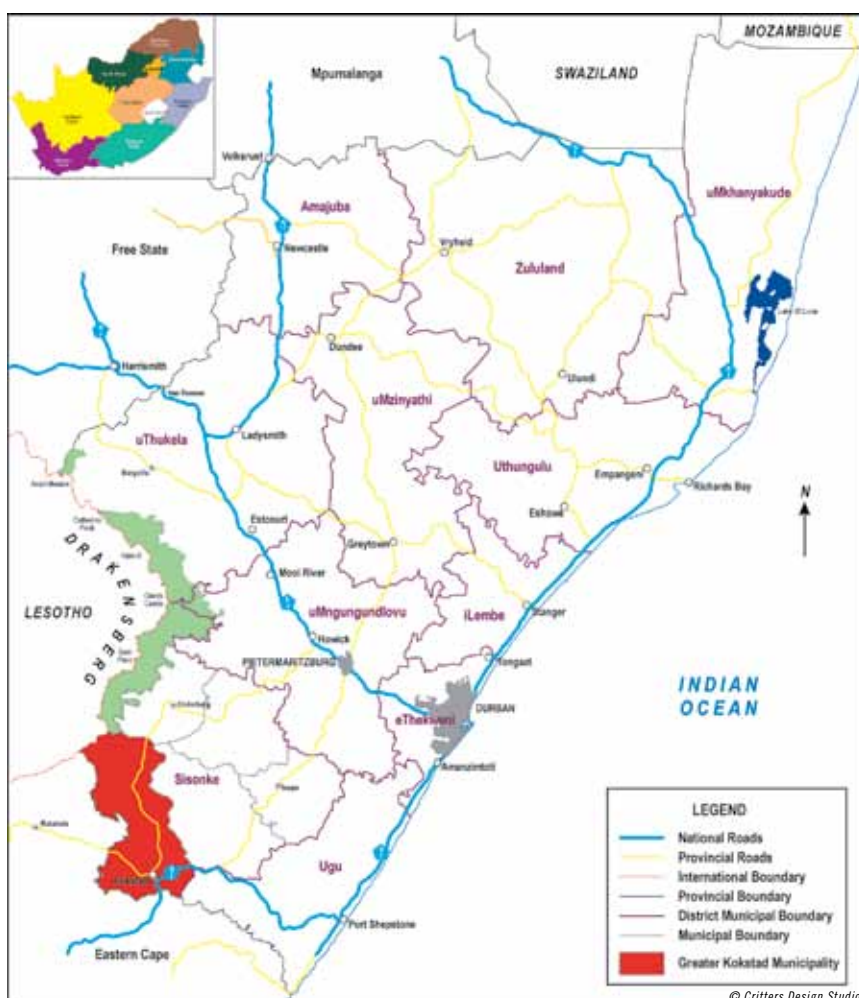 MOZAMBIQUE
SWAZILAND
Mpumalanga
Volksrust
uMkhanyakude
Amajuba
Free State
Newcastle
Vryheid
Zululand
Dundee
Harrismith
Ulundi
uMzinyathi
Ladysmith
uThukela
Uthungulu
Empangeni
Richards Bay
Bergville
N
Estcourt
Eshowe
Greytown
DRAKENSBERG
Mooi River
LESOTHO
uMngungundlovu
iLembe
Stanger
Howick
PIETERMARITZBURG
Tongaat
INDIAN
OCEAN
eThekwini
DURBAN
Amanzimtoti
Sisonke
Ugu
Port Shepstone
Eastern Cape
LEGEND
National Roads
Provincial Roads
International Boundary
Provincial Boundary
District Municipal Boundary
Municipal Boundary
Greater Kokstad Municipality
© Critters Design Studio